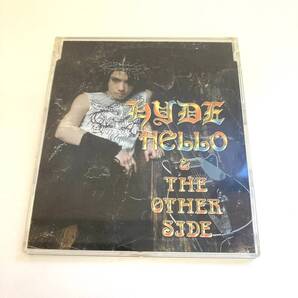 HYDE
HELLO
&
THE
OTHER
SIDE